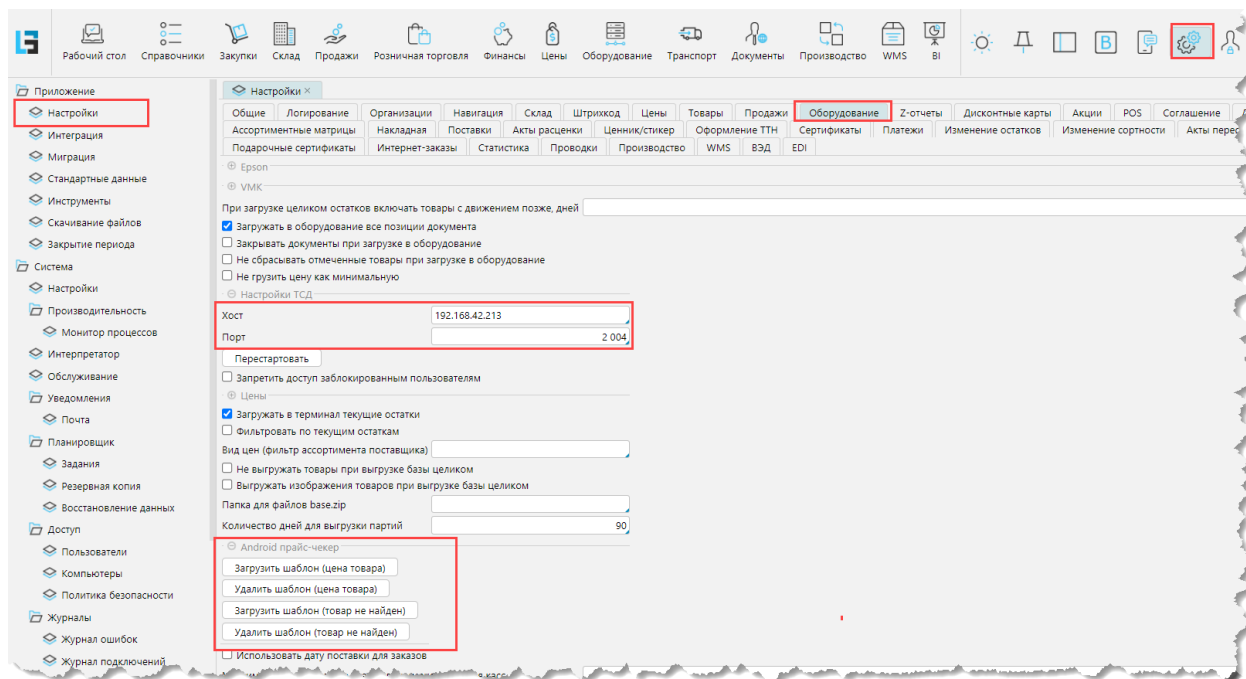 Рабочий стол Справочники Закупки Склад Продажи Розничная торговля Финансы Цены Оборудование Транспорт Документы Производство WMS BI
Приложение
Настройки
Интеграция
Миграция
Стандартные данные
Инструменты
Скачивание файлов
Закрытие периода
Система
Настройки
Производительность
Монитор процессов
Интерпретатор
Обслуживание
Уведомления
Почта
Планировщик
Задания
Резервная копия
Восстановление данных
Доступ
Пользователи
Компьютеры
Политика безопасности
Журналы
Журнал ошибок
Журнал подключений
Настройки ×
Общие Логирование Организации Навигация Склад Штрихкод Цены Товары Продажи Оборудование Z-отчеты Дисконтные карты Акции POS Соглашение
Ассортиментные матрицы Накладная Поставки Акты расценки Ценник/стикер Оформление ТТН Сертификаты Платежи Изменение остатков Изменение сортности Акты перес
Подарочные сертификаты Интернет-заказы Статистика Проводки Производство WMS ВЭД EDI
Epson
VMK
При загрузке целиком остатков включать товары с движением позже, дней
Загружать в оборудование все позиции документа
Закрывать документы при загрузке в оборудование
Не сбрасывать отмеченные товары при загрузке в оборудование
Не грузить цену как минимальную
Настройки ТСД
Хост 192.168.42.213
Порт 2 004
Перестартовать
Запретить доступ заблокированным пользователям
Цены
Загружать в терминал текущие остатки
Фильтровать по текущим остаткам
Вид цен (фильтр ассортимента поставщика)
Не выгружать товары при выгрузке базы целиком
Выгружать изображения товаров при выгрузке базы целиком
Папка для файлов base.zip
Количество дней для выгрузки партий 90
Android прайс-чекер
Загрузить шаблон (цена товара)
Удалить шаблон (цена товара)
Загрузить шаблон (товар не найден)
Удалить шаблон (товар не найден)
Использовать дату поставки для заказов